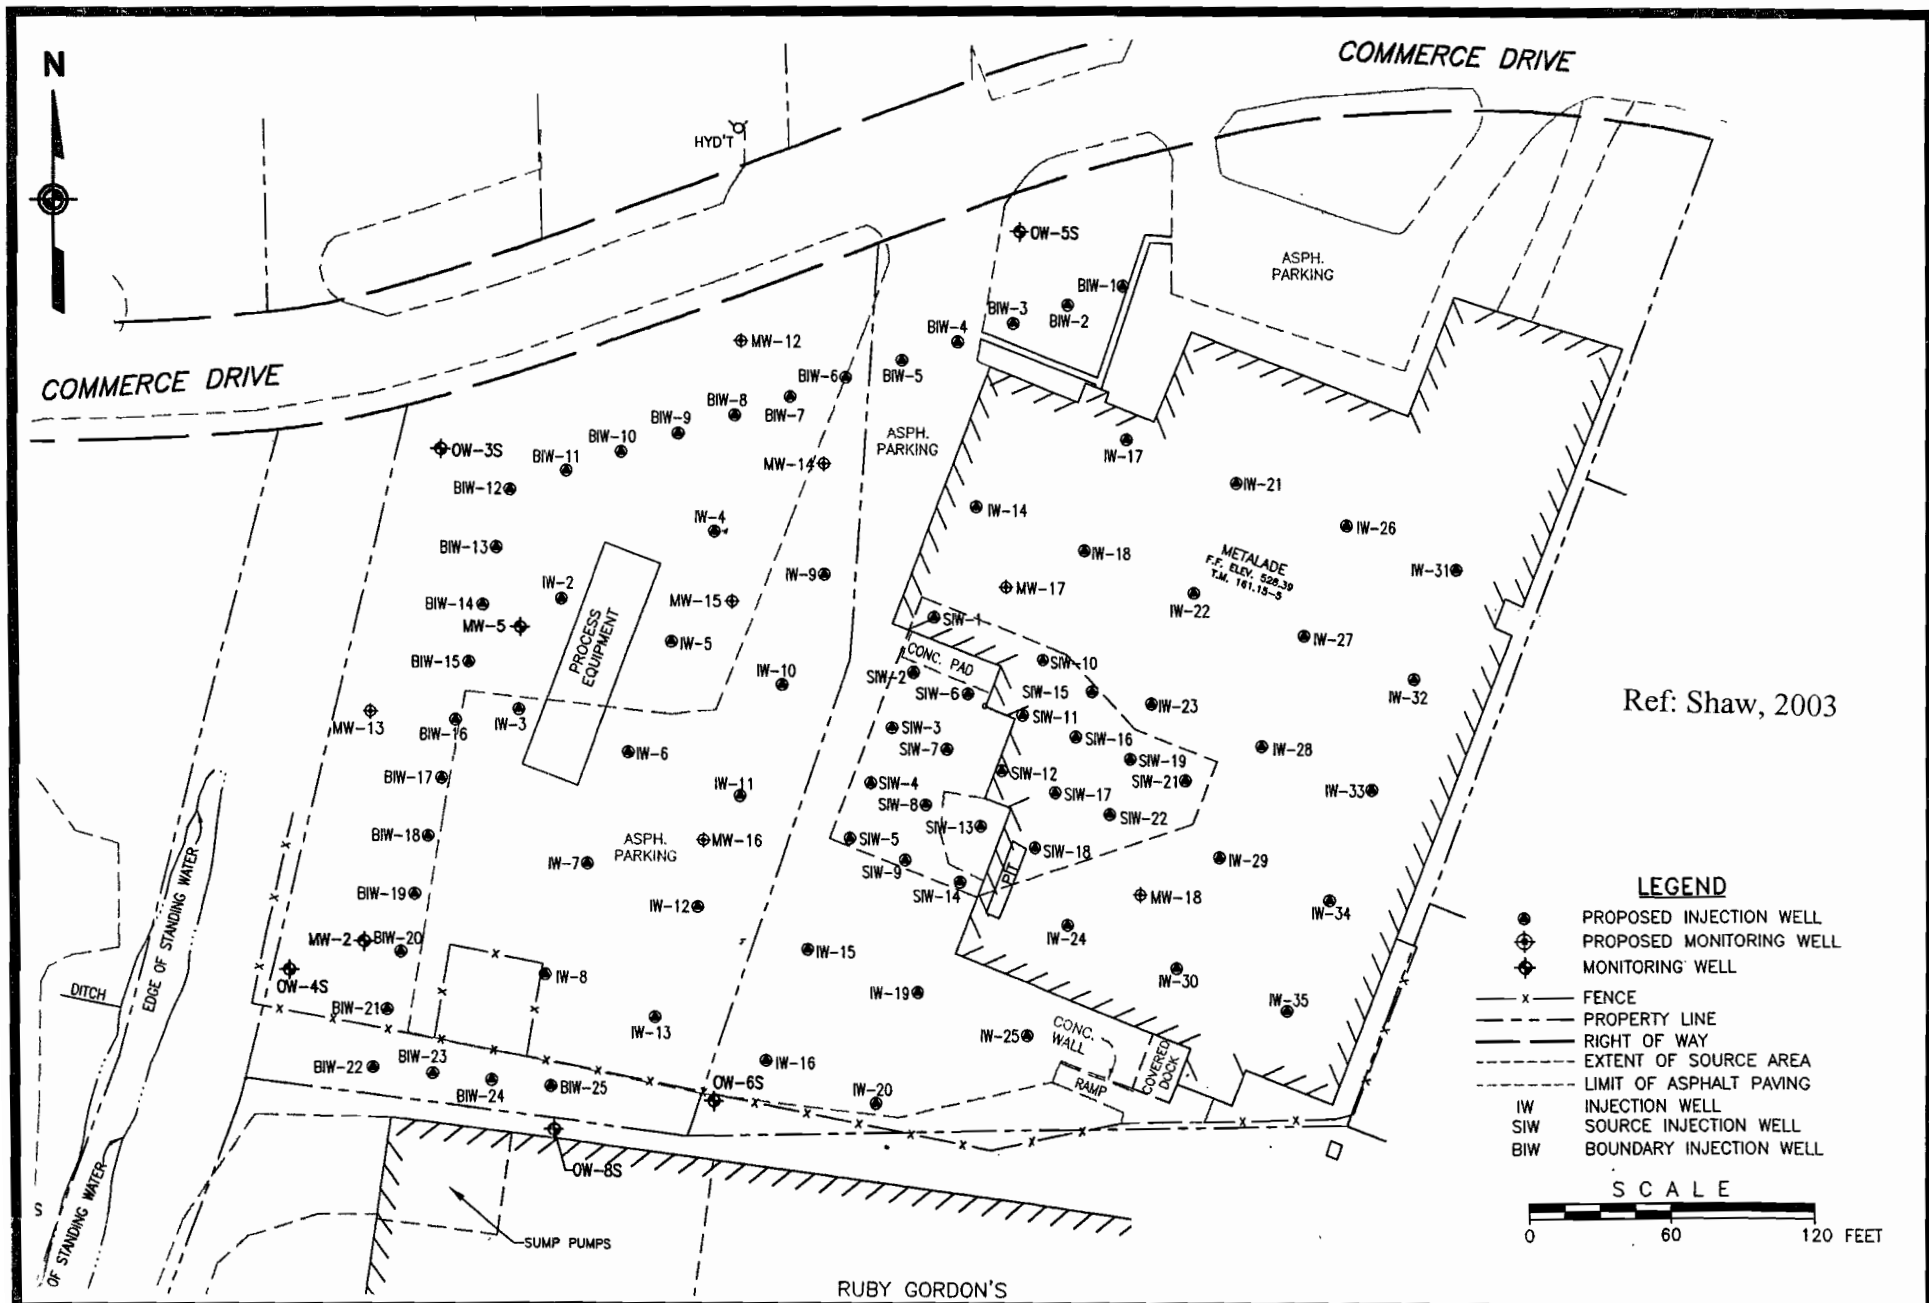 COMMERCE DRIVE
N
HYD'T
OW-5S
ASPH.
PARKING
BIW-1
BIW-2
BIW-3
BIW-4
MW-12
BIW-5
BIW-6
COMMERCE DRIVE
BIW-7
BIW-8
BIW-9
BIW-10
ASPH.
PARKING
OW-3S
BIW-11
IW-17
MW-14
BIW-12
IW-21
IW-14
IW-4
IW-26
BIW-13
IW-18
METALADE
F.F. ELEV. 528.39
T.M. 161.15-5
IW-31
IW-9
IW-2
MW-17
BIW-14
MW-15
IW-22
MW-5
SIW-1
PROCESS
EQUIPMENT
IW-5
IW-27
BIW-15
CONC. PAD
SIW-10
IW-10
SIW-2
SIW-6
SIW-15
IW-32
IW-23
Ref: Shaw, 2003
MW-13
BIW-16
IW-3
SIW-11
SIW-3
SIW-16
SIW-7
IW-6
IW-28
SIW-19
BIW-17
SIW-12
SIW-21
SIW-4
IW-11
SIW-17
IW-33
SIW-8
SIW-22
BIW-18
SIW-13
ASPH.
PARKING
MW-16
SIW-5
SIW-18
IW-7
SIW-9
PIT
IW-29
EDGE OF STANDING WATER
BIW-19
SIW-14
MW-18
IW-12
IW-34
MW-2
BIW-20
IW-24
IW-15
OW-4S
IW-8
IW-30
DITCH
IW-19
BIW-21
IW-13
IW-35
IW-25
CONC.
WALL
COVERED
DOCK
BIW-22
BIW-23
IW-16
BIW-24
BIW-25
OW-6S
IW-20
RAMP
OW-8S
S
OF STANDING WATER
SUMP PUMPS
RUBY GORDON'S
LEGEND
PROPOSED INJECTION WELL
PROPOSED MONITORING WELL
MONITORING WELL
x x FENCE
PROPERTY LINE
RIGHT OF WAY
EXTENT OF SOURCE AREA
LIMIT OF ASPHALT PAVING
IW INJECTION WELL
SIW SOURCE INJECTION WELL
BIW BOUNDARY INJECTION WELL
SCALE
0 60 120 FEET